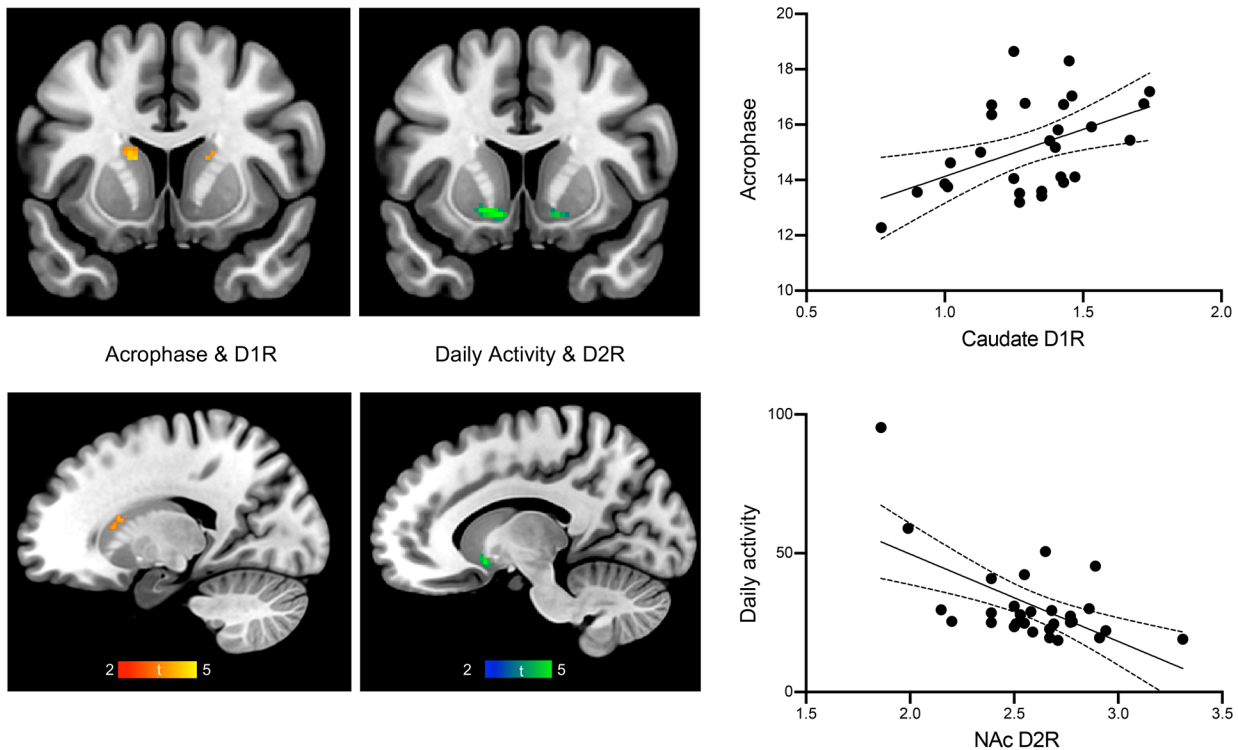 Acrophase & D1R
Daily Activity & D2R
2 t 5
2 t 5
20
18
16
14
12
10
Acrophase
0.5 1.0 1.5 2.0
Caudate D1R
100
50
0
Daily activity
1.5 2.0 2.5 3.0 3.5
NAc D2R